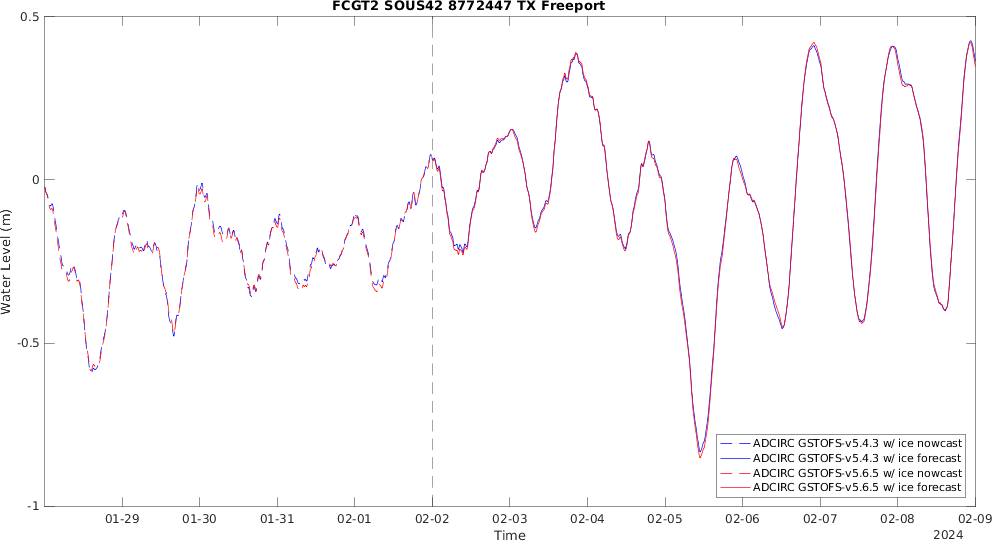 FCGT2 SOUS42 8772447 TX Freeport
0.5
0
-0.5
-1
Water Level (m)
01-29
01-30
01-31
02-01
02-02
02-03
02-04
02-05
02-06
02-07
02-08
02-09
Time
2024
ADCIRC GSTOFS-v5.4.3 w/ ice nowcast
ADCIRC GSTOFS-v5.4.3 w/ ice forecast
ADCIRC GSTOFS-v5.6.5 w/ ice nowcast
ADCIRC GSTOFS-v5.6.5 w/ ice forecast